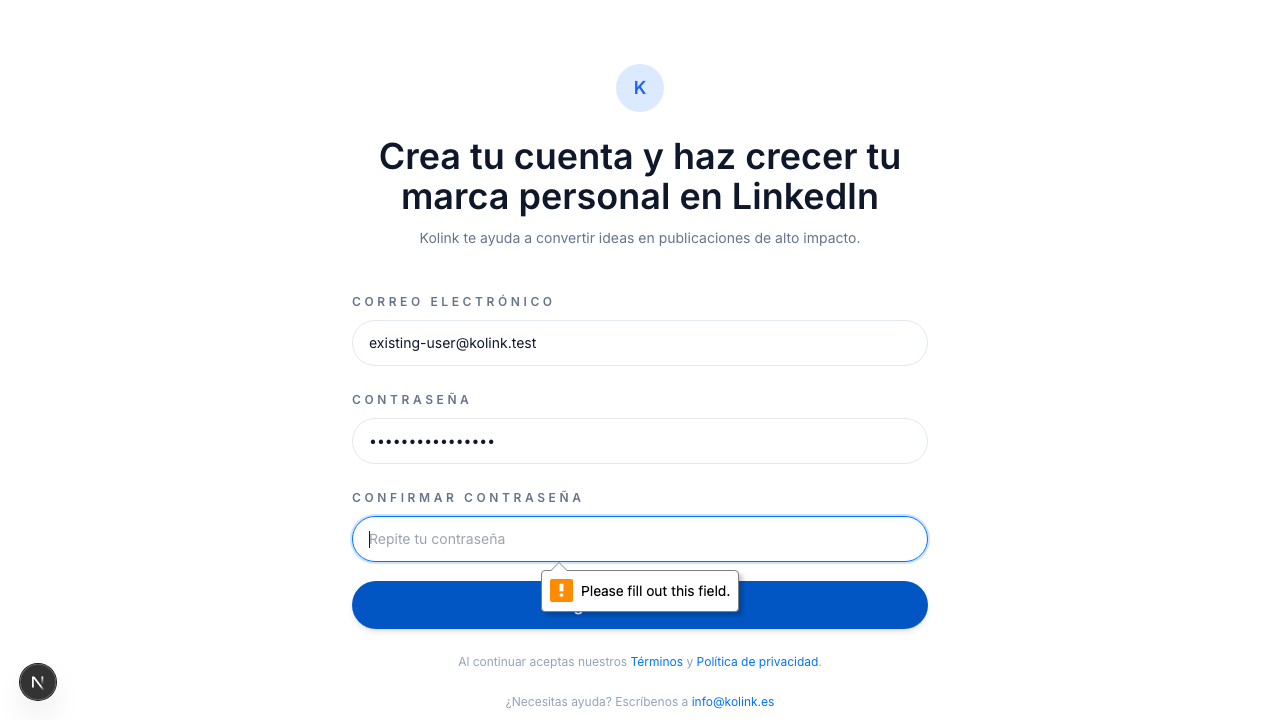 K
Crea tu cuenta y haz crecer tu
marca personal en LinkedIn
Kolink te ayuda a convertir ideas en publicaciones de alto impacto.
CORREO ELECTRÓNICO
existing-user@kolink.test
CONTRASEÑA
••••••••••••••••
CONFIRMAR CONTRASEÑA
Repite tu contraseña
Please fill out this field.
Al continuar aceptas nuestros Términos y Política de privacidad.
N
¿Necesitas ayuda? Escríbenos a info@kolink.es